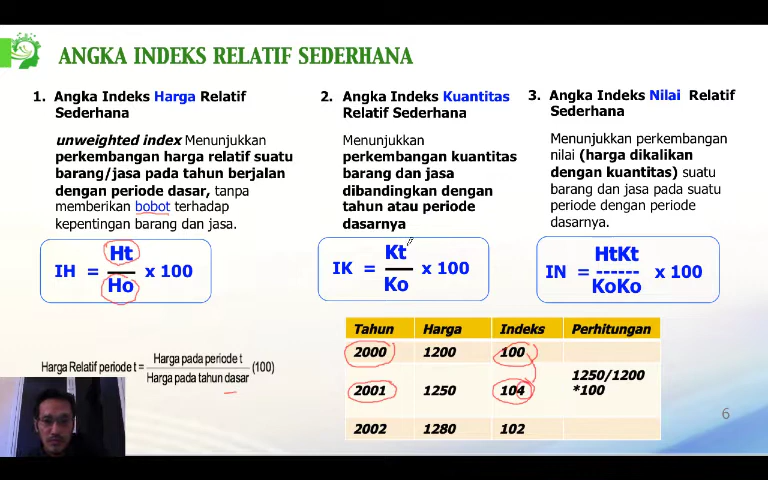 ANGKA INDEKS RELATIF SEDERHANA
1. Angka Indeks Harga Relatif
Sederhana
unweighted index Menunjukkan
perkembangan harga relatif suatu
barang/jasa pada tahun berjalan
dengan periode dasar, tanpa
memberikan bobot terhadap
kepentingan barang dan jasa.
IH = Ht / Ho x 100
2. Angka Indeks Kuantitas
Relatif Sederhana
Menunjukkan
perkembangan kuantitas
barang dan jasa
dibandingkan dengan
tahun atau periode
dasarnya
IK = Kt / Ko x 100
3. Angka Indeks Nilai Relatif
Sederhana
Menunjukkan perkembangan
nilai (harga dikalikan
dengan kuantitas) suatu
barang dan jasa pada suatu
periode dengan periode
dasarnya.
IN = HtKt ------ KoKo x 100
Harga Relatif periode t = Harga pada periode t / Harga pada tahun dasar (100)
Tahun Harga Indeks Perhitungan
2000 1200 100
2001 1250 104 1250/1200
*100
2002 1280 102
6